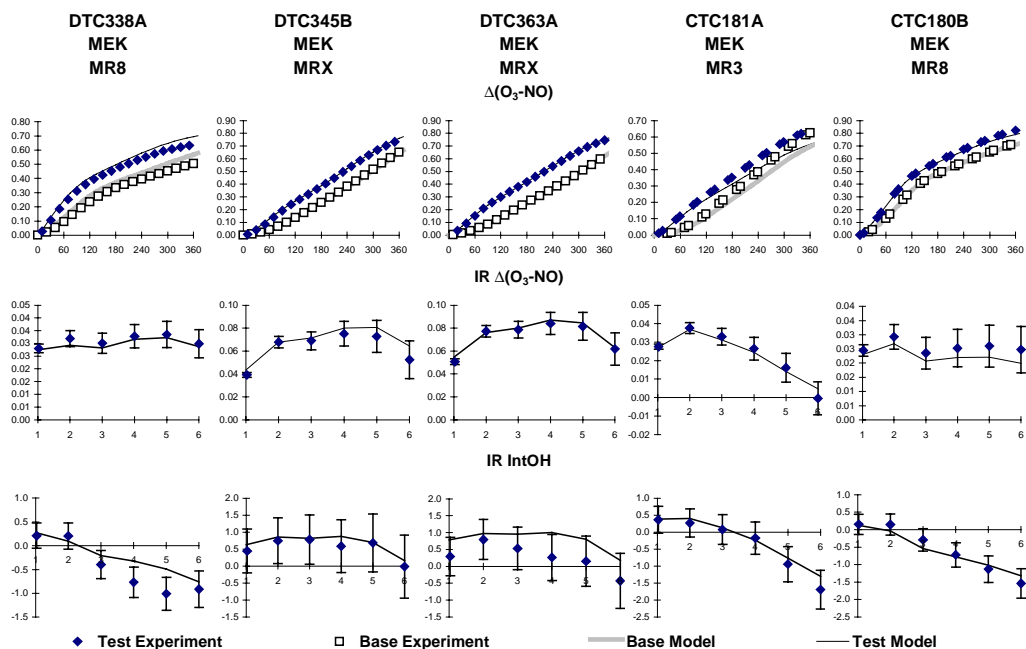 DTC338A DTC345B DTC363A CTC181A CTC180B
MEK MEK MEK MEK MEK
MR8 MRX MRX MR3 MR8
Δ(O₃-NO)
0.80 0.90 0.90 0.70 0.90
0.70 0.80 0.80 0.60 0.80
0.60 0.70 0.70 0.50 0.70
0.50 0.60 0.60 0.40 0.60
0.40 0.50 0.50 0.30 0.50
0.30 0.40 0.40 0.20 0.40
0.20 0.30 0.30 0.10 0.30
0.10 0.20 0.20 0.00 0.20
0.00 0.10 0.10 0.10
0.00 0.00 0.00
0 60 120 180 240 300 360 0 60 120 180 240 300 360 0 60 120 180 240 300 360 0 60 120 180 240 300 360 0 60 120 180 240 300 360
IR Δ(O₃-NO)
0.05 0.10 0.10 0.06 0.04
0.04 0.08 0.08 0.04 0.03
0.04 0.06 0.06 0.02 0.03
0.03 0.04 0.04 0.00 0.02
0.03 0.02 0.02 -0.02 0.02
0.02 0.00 0.00 0.01
0.02 0.01
0.01 0.00
0.01
0.00
1 2 3 4 5 6 1 2 3 4 5 6 1 2 3 4 5 6 1 2 3 4 5 6 1 2 3 4 5 6
IR IntOH
1.0 2.0 2.0 1.0 1.0
0.5 1.5 1.5 0.5 0.5
0.0 1.0 1.0 0.0 0.0
-0.5 0.5 0.5 -0.5 -0.5
-1.0 0.0 0.0 -1.0 -1.0
-1.5 -0.5 -0.5 -1.5 -1.5
-1.0 -1.0 -2.0 -2.0
-1.5 -1.5 -2.5 -2.5
1 2 3 4 5 6 1 2 3 4 5 6 1 2 3 4 5 6 1 2 3 4 5 6 1 2 3 4 5 6
Test Experiment Base Experiment Base Model Test Model